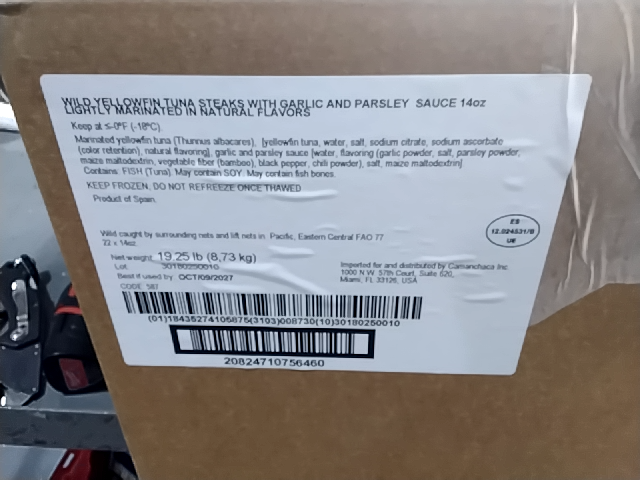 WILD YELLOWFIN TUNA STEAKS WITH GARLIC AND PARSLEY SAUCE 14oz
LIGHTLY MARINATED IN NATURAL FLAVORS
Keep at ≤-0ºF (-18ºC).
Marinated yellowfin tuna (Thunnus albacares), [yellowfin tuna, water, salt, sodium citrate, sodium ascorbate
(color retention), natural flavoring], garlic and parsley sauce [water, flavoring (garlic powder, salt, parsley powder,
maize maltodextrin, vegetable fiber (bamboo), black pepper, chili powder), salt, maize maltodextrin]
Contains: FISH (Tuna). May contain SOY. May contain fish bones.
KEEP FROZEN, DO NOT REFREEZE ONCE THAWED
Product of Spain.
Wild caught by surrounding nets and lift nets in Pacific, Eastern Central FAO 77
22 x 14oz.
ES
12.024531/B
UE
Net weight: 19.25 lb (8,73 kg)
Lot: 30180250010
Best if used by: OCT/09/2027
CODE: 587
Imported for and distributed by Camanchaca Inc.
1000 N.W. 57th Court, Suite 620,
Miami, FL 33126, USA
(01)18435274105875(3103)008730(10)30180250010
20824710756460